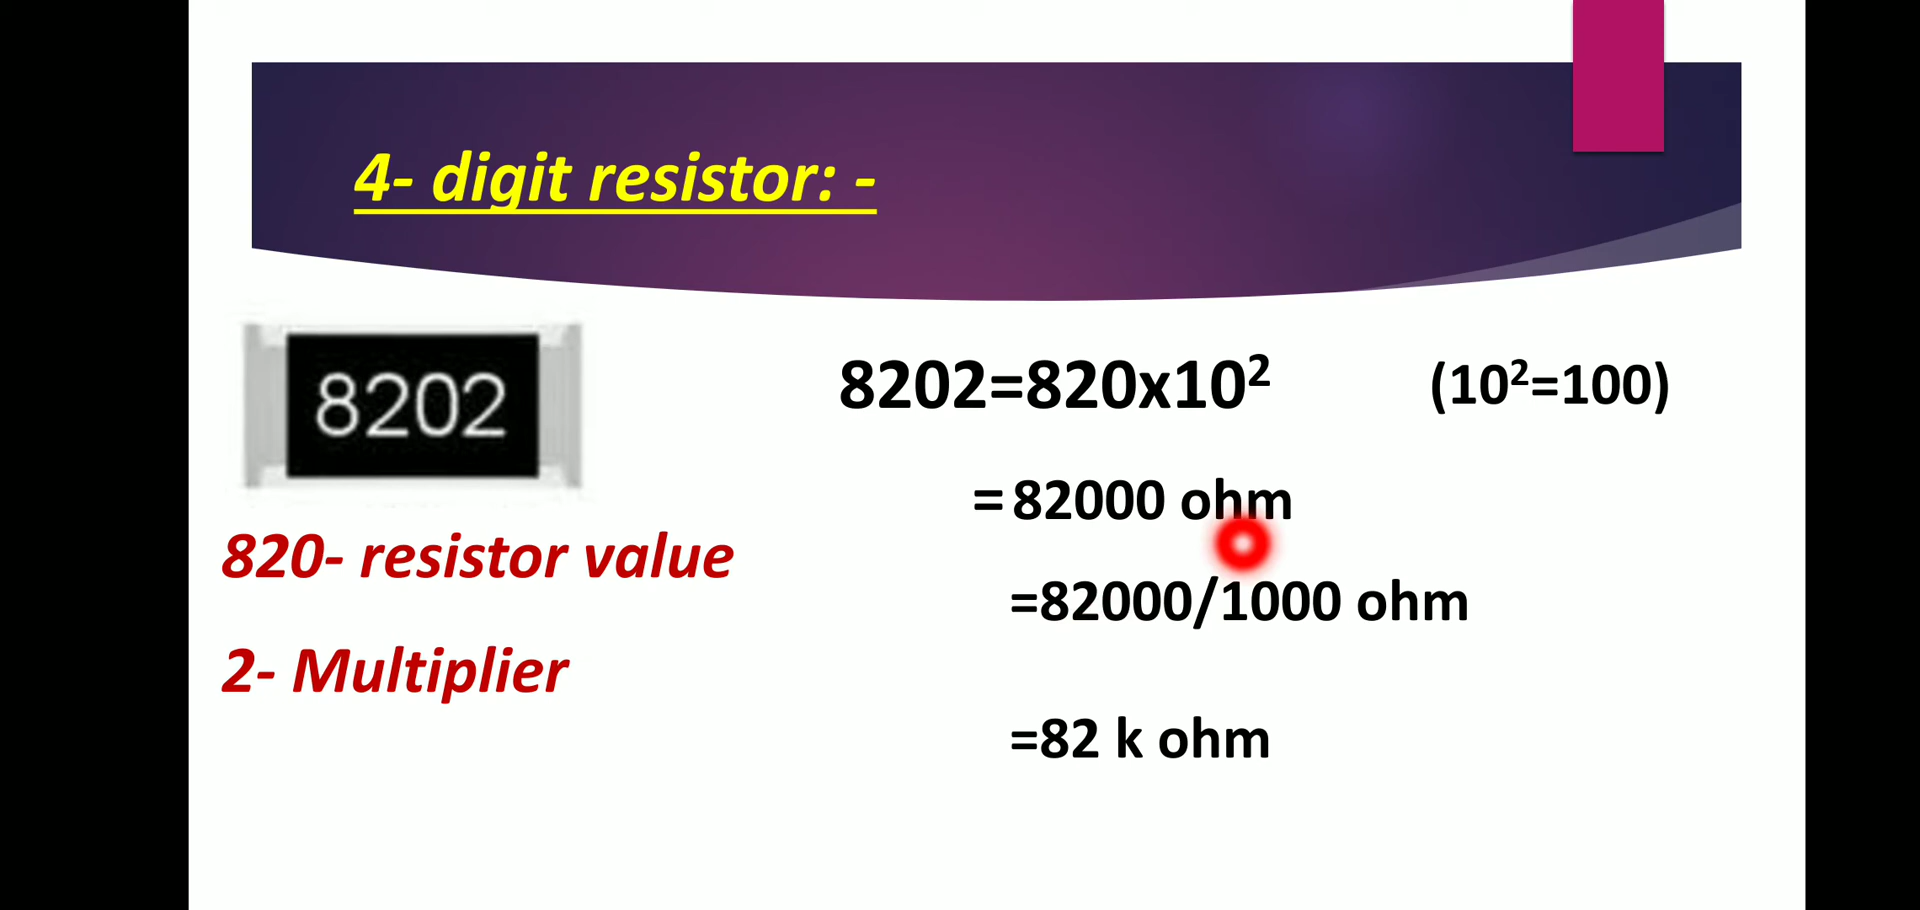 4- digit resistor: -
8202
8202=820x10² (10²=100)
= 82000 ohm
820- resistor value
=82000/1000 ohm
2- Multiplier
=82 k ohm